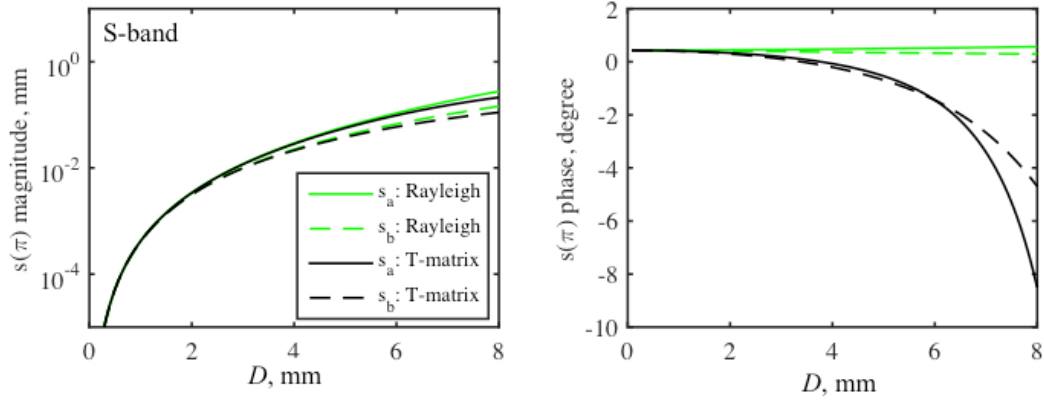 S-band
s(π) magnitude, mm
10^0
10^-2
10^-4
s_a: Rayleigh
s_b: Rayleigh
s_a: T-matrix
s_b: T-matrix
0 2 4 6 8
D, mm
s(π) phase, degree
2
0
-2
-4
-6
-8
-10
0 2 4 6 8
D, mm